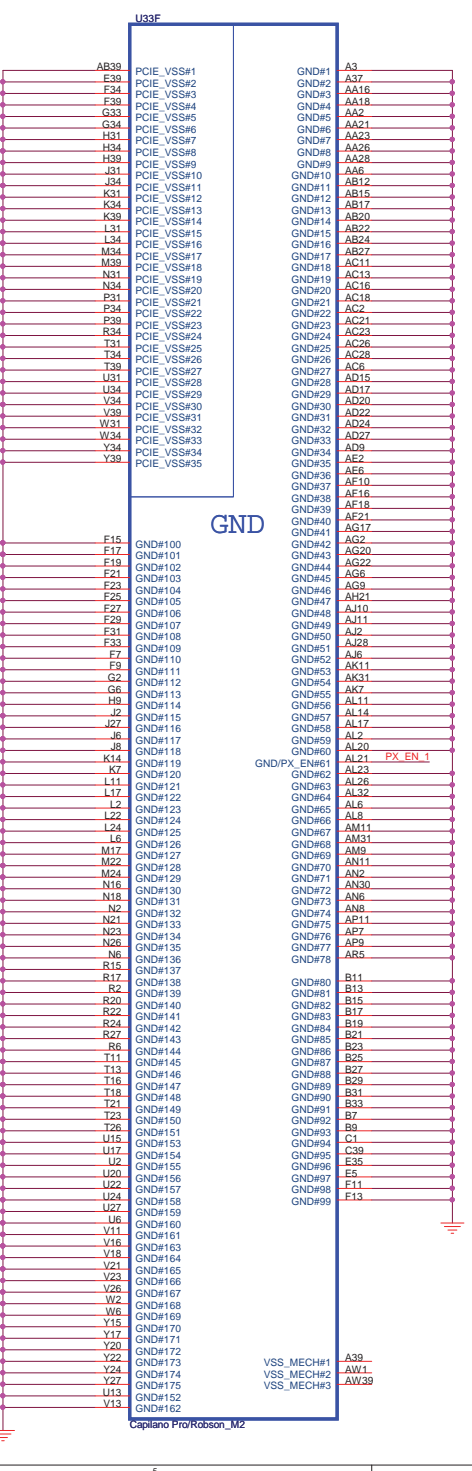 U33F
AB39 PCIE_VSS#1
E39 PCIE_VSS#2
F34 PCIE_VSS#3
F39 PCIE_VSS#4
G33 PCIE_VSS#5
G34 PCIE_VSS#6
H31 PCIE_VSS#7
H34 PCIE_VSS#8
H39 PCIE_VSS#9
J31 PCIE_VSS#10
J34 PCIE_VSS#11
K31 PCIE_VSS#12
K34 PCIE_VSS#13
K39 PCIE_VSS#14
L31 PCIE_VSS#15
L34 PCIE_VSS#16
M34 PCIE_VSS#17
M39 PCIE_VSS#18
N31 PCIE_VSS#19
N34 PCIE_VSS#20
P31 PCIE_VSS#21
P34 PCIE_VSS#22
P39 PCIE_VSS#23
R34 PCIE_VSS#24
T31 PCIE_VSS#25
T34 PCIE_VSS#26
T39 PCIE_VSS#27
U31 PCIE_VSS#28
U34 PCIE_VSS#29
V34 PCIE_VSS#30
V39 PCIE_VSS#31
W31 PCIE_VSS#32
W34 PCIE_VSS#33
Y34 PCIE_VSS#34
Y39 PCIE_VSS#35
GND
F15 GND#100
F17 GND#101
F19 GND#102
F21 GND#103
F23 GND#104
F25 GND#105
F27 GND#106
F29 GND#107
F31 GND#108
F33 GND#109
F7 GND#110
F9 GND#111
G2 GND#112
G6 GND#113
H9 GND#114
J2 GND#115
J27 GND#116
J6 GND#117
J8 GND#118
K14 GND#119
K7 GND#120
L11 GND#121
L17 GND#122
L2 GND#123
L22 GND#124
L24 GND#125
L6 GND#126
M17 GND#127
M22 GND#128
M24 GND#129
N16 GND#130
N18 GND#131
N2 GND#132
N21 GND#133
N23 GND#134
N26 GND#135
N6 GND#136
R15 GND#137
R17 GND#138
R2 GND#139
R20 GND#140
R22 GND#141
R24 GND#142
R27 GND#143
R6 GND#144
T11 GND#145
T13 GND#146
T16 GND#147
T18 GND#148
T21 GND#149
T23 GND#150
T26 GND#151
U15 GND#153
U17 GND#154
U2 GND#155
U20 GND#156
U22 GND#157
U24 GND#158
U27 GND#159
U6 GND#160
V11 GND#161
V16 GND#163
V18 GND#164
V21 GND#165
V23 GND#166
V26 GND#167
W2 GND#168
W6 GND#169
Y15 GND#170
Y17 GND#171
Y20 GND#172
Y22 GND#173
Y24 GND#174
Y27 GND#175
U13 GND#152
V13 GND#162
GND#1 A3
GND#2 A37
GND#3 AA16
GND#4 AA18
GND#5 AA2
GND#6 AA21
GND#7 AA23
GND#8 AA26
GND#9 AA28
GND#10 AA6
GND#11 AB12
GND#12 AB15
GND#13 AB17
GND#14 AB20
GND#15 AB22
GND#16 AB24
GND#17 AB27
GND#18 AC11
GND#19 AC13
GND#20 AC16
GND#21 AC18
GND#22 AC2
GND#23 AC21
GND#24 AC23
GND#25 AC26
GND#26 AC28
GND#27 AC6
GND#28 AD15
GND#29 AD17
GND#30 AD20
GND#31 AD22
GND#32 AD24
GND#33 AD27
GND#34 AD9
GND#35 AE2
GND#36 AE6
GND#37 AF10
GND#38 AF16
GND#39 AF18
GND#40 AF21
GND#41 AG17
GND#42 AG2
GND#43 AG20
GND#44 AG22
GND#45 AG6
GND#46 AG9
GND#47 AH21
GND#48 AJ10
GND#49 AJ11
GND#50 AJ2
GND#51 AJ28
GND#52 AJ6
GND#53 AK11
GND#54 AK31
GND#55 AK7
GND#56 AL11
GND#57 AL14
GND#58 AL17
GND#59 AL2
GND#60 AL20
GND/PX_EN#61 AL21 PX_EN_1
GND#62 AL23
GND#63 AL26
GND#64 AL32
GND#65 AL6
GND#66 AL8
GND#67 AM11
GND#68 AM31
GND#69 AM9
GND#70 AN11
GND#71 AN2
GND#72 AN30
GND#73 AN6
GND#74 AN8
GND#75 AP11
GND#76 AP7
GND#77 AP9
GND#78 AR5
GND#80 B11
GND#81 B13
GND#82 B15
GND#83 B17
GND#84 B19
GND#85 B21
GND#86 B23
GND#87 B25
GND#88 B27
GND#89 B29
GND#90 B31
GND#91 B33
GND#92 B7
GND#93 B9
GND#94 C1
GND#95 C39
GND#96 E35
GND#97 E5
GND#98 F11
GND#99 F13
VSS_MECH#1 A39
VSS_MECH#2 AW1
VSS_MECH#3 AW39
Capilano Pro/Robson_M2